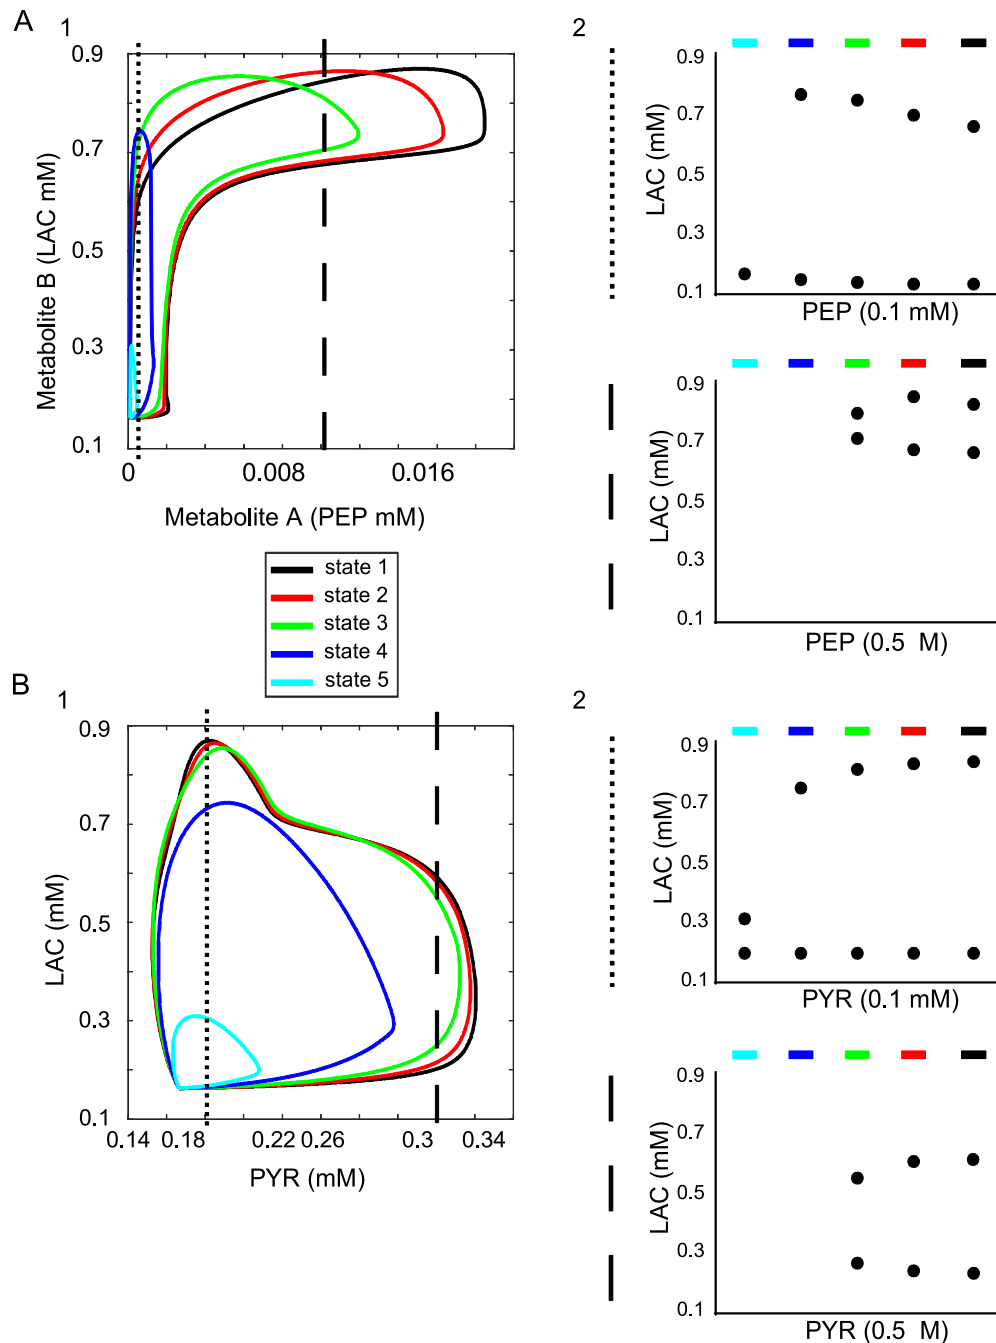 A
1
0.9
0.7
0.5
0.3
0.1
Metabolite B (LAC mM)
0
0.008
0.016
Metabolite A (PEP mM)
2
0.9
0.7
0.5
0.3
0.1
LAC (mM)
PEP (0.1 mM)
0.9
0.7
0.5
0.3
0.1
LAC (mM)
PEP (0.5 M)
state 1
state 2
state 3
state 4
state 5
B
1
0.9
0.7
0.5
0.3
0.1
LAC (mM)
0.14
0.18
0.22
0.26
0.3
0.34
PYR (mM)
2
0.9
0.7
0.5
0.3
0.1
LAC (mM)
PYR (0.1 mM)
0.9
0.7
0.5
0.3
0.1
LAC (mM)
PYR (0.5 M)